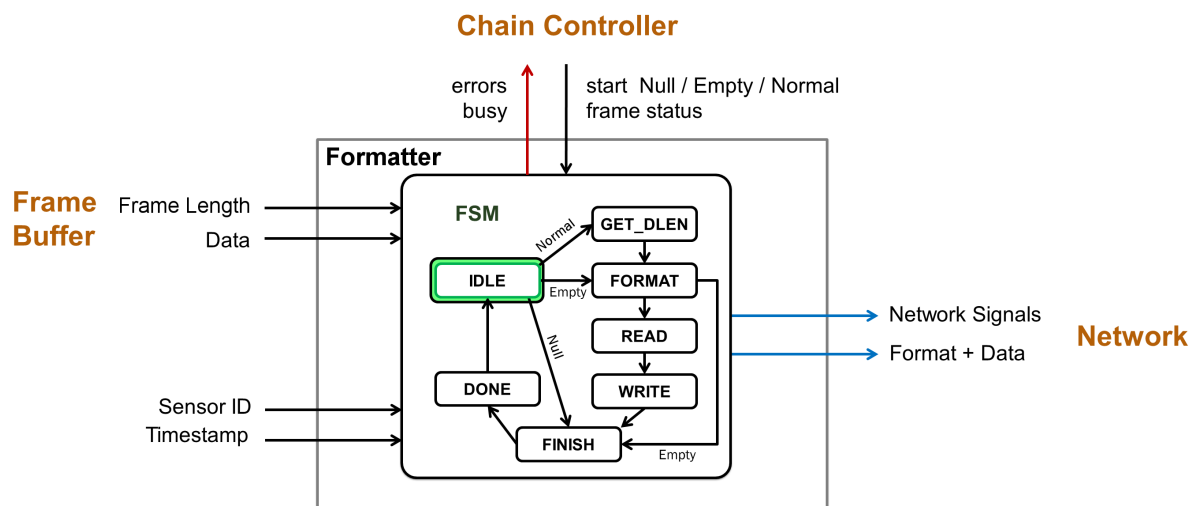 Chain Controller
errors
busy
start Null / Empty / Normal
frame status
Formatter
Frame
Buffer
Frame Length
Data
FSM
Normal
GET_DLEN
IDLE
Empty
FORMAT
Null
READ
DONE
WRITE
FINISH
Empty
Sensor ID
Timestamp
Network Signals
Format + Data
Network